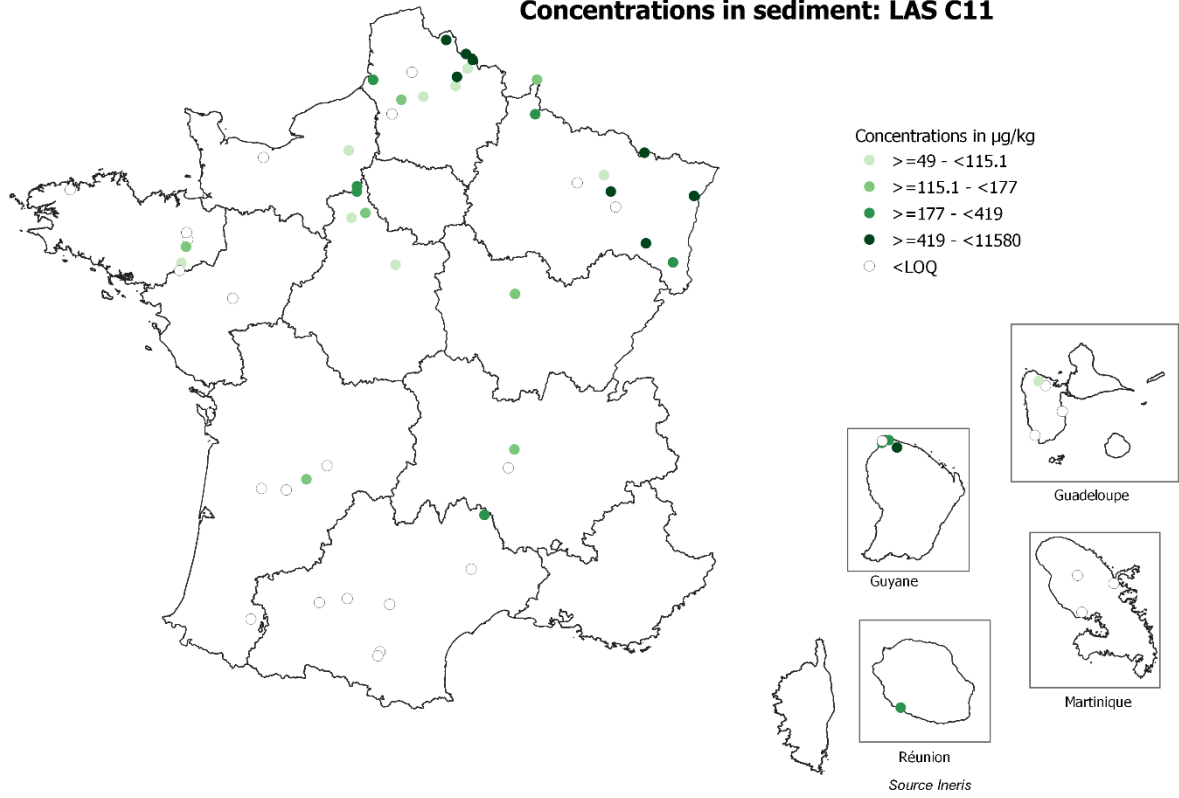 Concentrations in sediment: LAS C11
Concentrations in µg/kg
>=49 - <115.1
>=115.1 - <177
>=177 - <419
>=419 - <11580
<LOQ
Guadeloupe
Guyane
Martinique
Réunion
Source Ineris